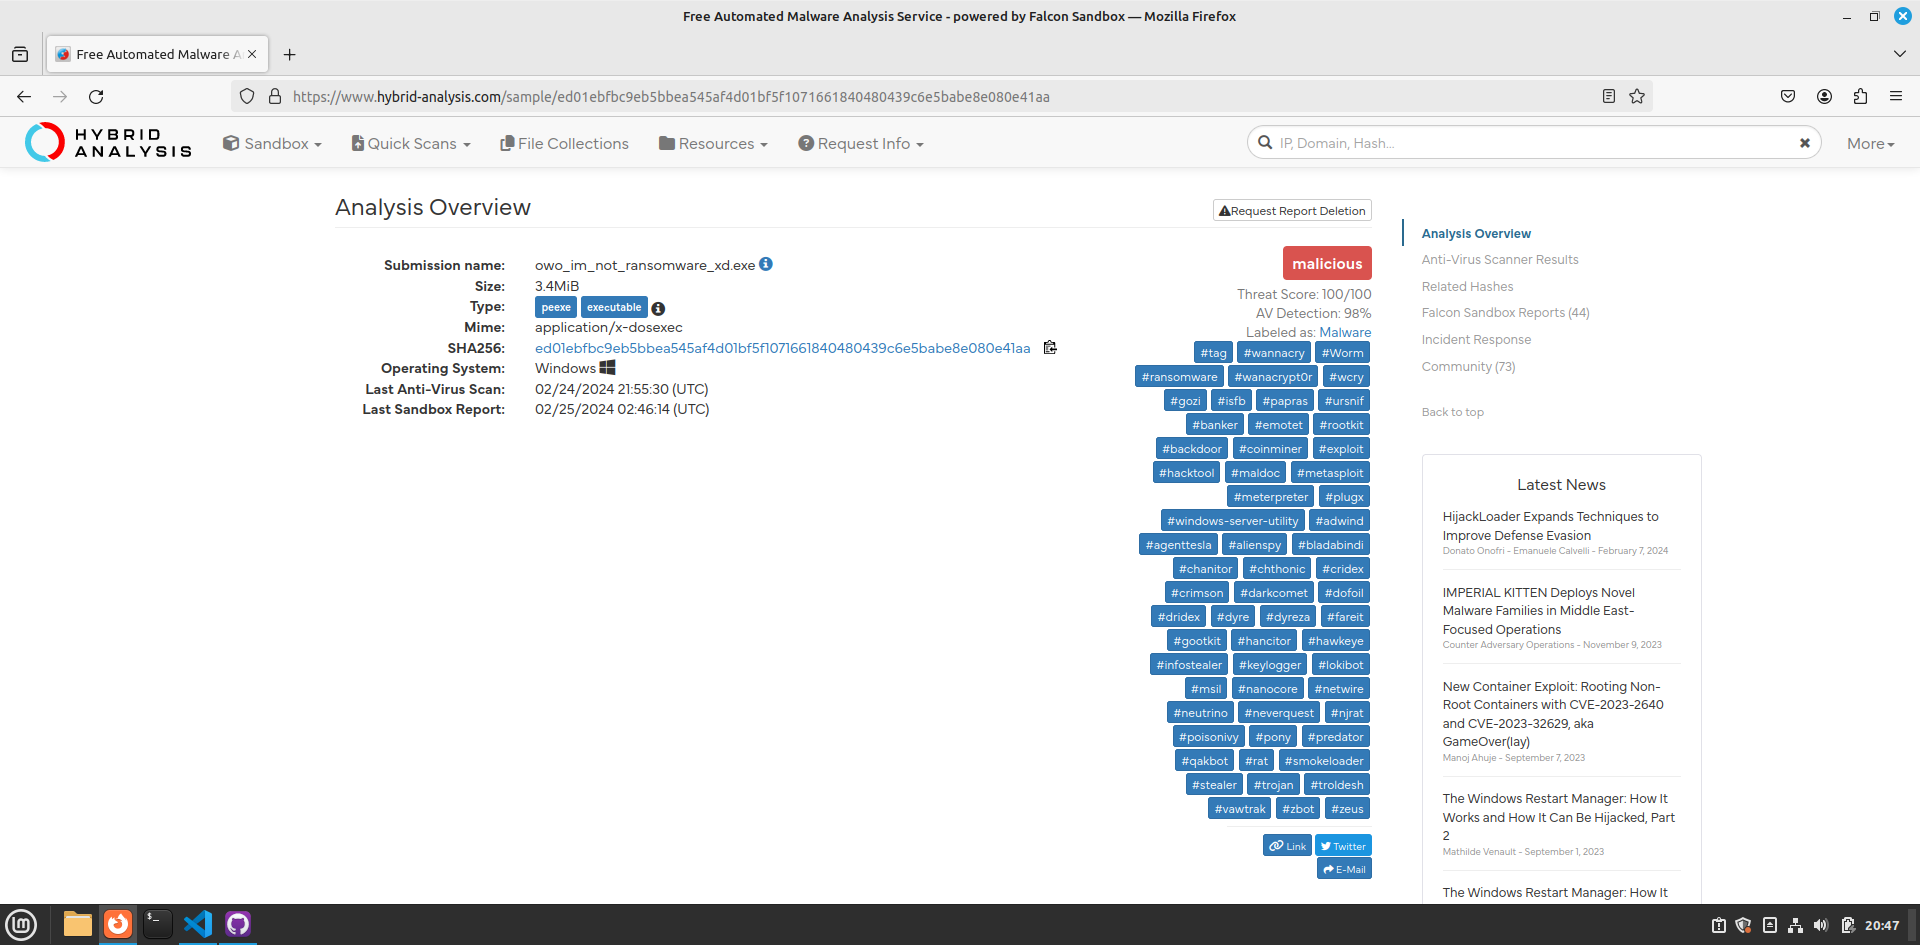 Free Automated Malware Analysis Service - powered by Falcon Sandbox — Mozilla Firefox
Free Automated Malware A
https://www.hybrid-analysis.com/sample/ed01ebfbc9eb5bbea545af4d01bf5f1071661840480439c6e5babe8e080e41aa
HYBRID
ANALYSIS
Sandbox
Quick Scans
File Collections
Resources
Request Info
IP, Domain, Hash...
More
Analysis Overview
Request Report Deletion
Submission name: owo_im_not_ransomware_xd.exe
Size: 3.4MiB
Type: peexe executable
Mime: application/x-dosexec
SHA256: ed01ebfbc9eb5bbea545af4d01bf5f1071661840480439c6e5babe8e080e41aa
Operating System: Windows
Last Anti-Virus Scan: 02/24/2024 21:55:30 (UTC)
Last Sandbox Report: 02/25/2024 02:46:14 (UTC)
malicious
Threat Score: 100/100
AV Detection: 98%
Labeled as: Malware
#tag #wannacry #Worm
#ransomware #wanacrypt0r #wcry
#gozi #isfb #papras #ursnif
#banker #emotet #rootkit
#backdoor #coinminer #exploit
#hacktool #maldoc #metasploit
#meterpreter #plugx
#windows-server-utility #adwind
#agenttesla #alienspy #bladabindi
#chanitor #chthonic #cridex
#crimson #darkcomet #dofoil
#dridex #dyre #dyreza #fareit
#gootkit #hancitor #hawkeye
#infostealer #keylogger #lokibot
#msil #nanocore #netwire
#neutrino #neverquest #njrat
#poisonivy #pony #predator
#qakbot #rat #smokeloader
#stealer #trojan #troldesh
#vawtrak #zbot #zeus
Link Twitter
E-Mail
Analysis Overview
Anti-Virus Scanner Results
Related Hashes
Falcon Sandbox Reports (44)
Incident Response
Community (73)
Back to top
Latest News
HijackLoader Expands Techniques to
Improve Defense Evasion
Donato Onofri - Emanuele Calvelli - February 7, 2024
IMPERIAL KITTEN Deploys Novel
Malware Families in Middle East-
Focused Operations
Counter Adversary Operations - November 9, 2023
New Container Exploit: Rooting Non-
Root Containers with CVE-2023-2640
and CVE-2023-32629, aka
GameOver(lay)
Manoj Ahuje - September 7, 2023
The Windows Restart Manager: How It
Works and How It Can Be Hijacked, Part
2
Mathilde Venault - September 1, 2023
The Windows Restart Manager: How It
20:47